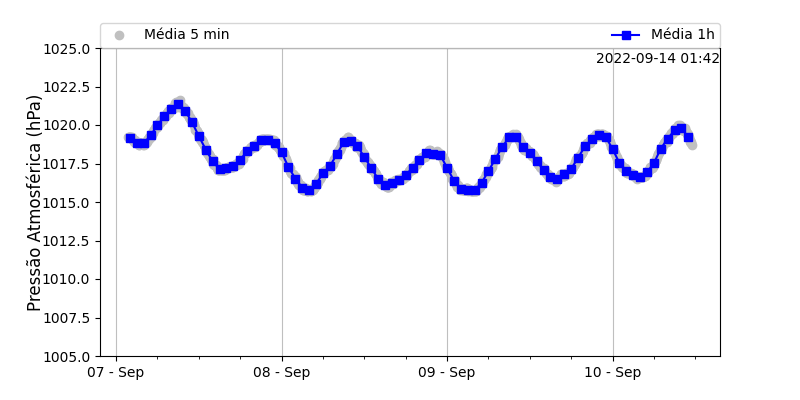 Média 5 min
Média 1h
2022-09-14 01:42
Pressão Atmosférica (hPa)
1025.0
1022.5
1020.0
1017.5
1015.0
1012.5
1010.0
1007.5
1005.0
07 - Sep
08 - Sep
09 - Sep
10 - Sep